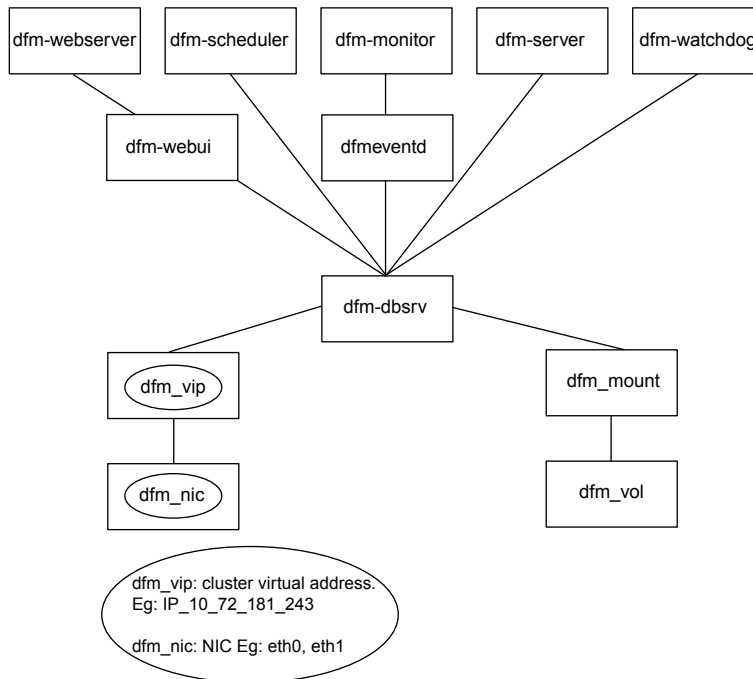 dfm-webserver
dfm-scheduler
dfm-monitor
dfm-server
dfm-watchdog
dfm-webui
dfmeventd
dfm-dbsrv
dfm_vip
dfm_mount
dfm_nic
dfm_vol
dfm_vip: cluster virtual address.
Eg: IP_10_72_181_243
dfm_nic: NIC Eg: eth0, eth1